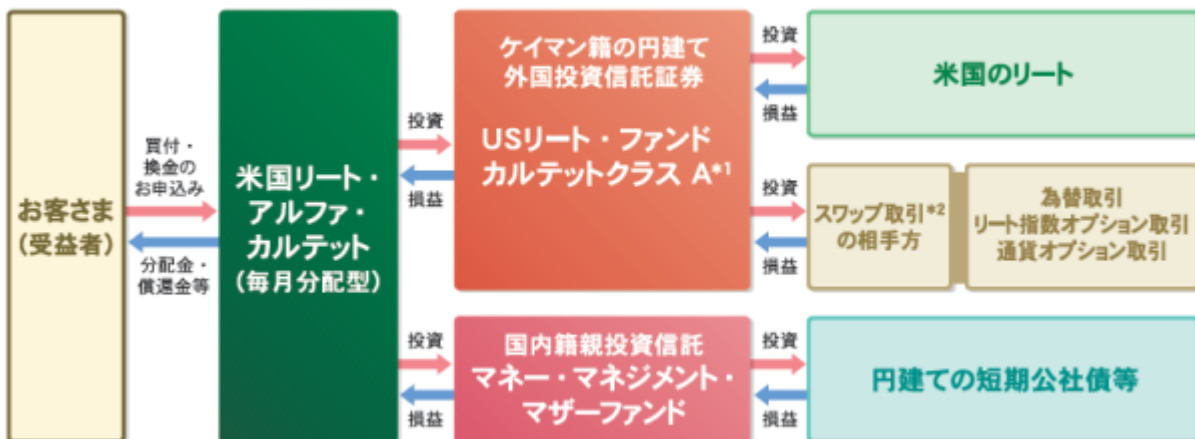 お客さま
（受益者）
買付・
換金の
お申込み
分配金・
償還金等
米国リート・
アルファ・
カルテット
（毎月分配型）
投資
損益
ケイマン籍の円建て
外国投資信託証券
USリート・ファンド
カルテットクラス A*1
投資
損益
米国のリート
投資
損益
スワップ取引*2
の相手方
為替取引
リート指数オプション取引
通貨オプション取引
投資
損益
国内籍親投資信託
マネー・マネジメント・
マザーファンド
投資
損益
円建ての短期公社債等